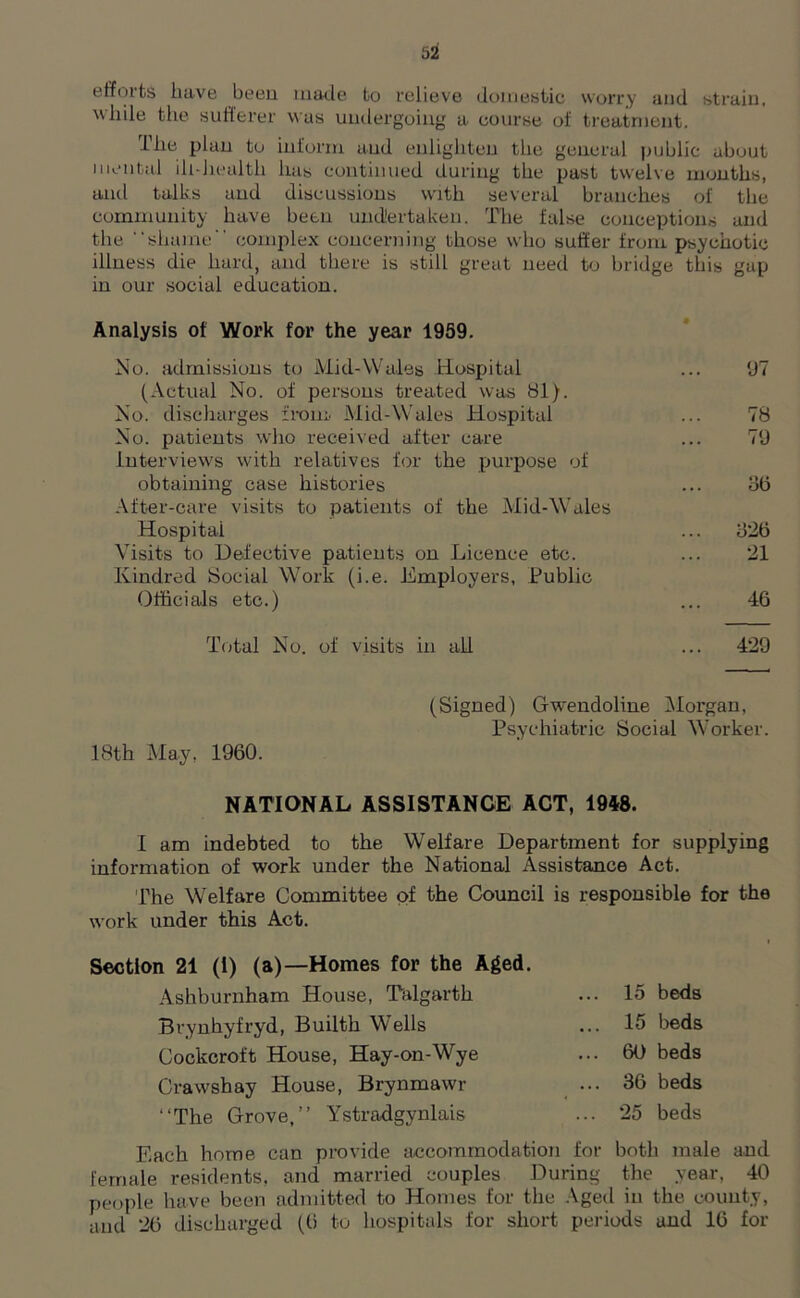 52
efforts have been made to relieve domestic worry and strain,
while the sufferer was undergoing a course of treatment.
The plan to inform and enlighten the general public about
mental ill-health has continued during the past twelve months,
and talks and discussions with several branches of the
community have been undertaken. The false conceptions and
the "shame" complex concerning those who suffer from psychotic
illness die hard, and there is still great need to bridge this gap
in our social education.
Analysis of Work for the year 1959.
No. admissions to Mid-Wales Hospital ... 97
(Actual No. of persons treated was 81).
No. discharges from Mid-Wales Hospital ... 78
No. patients who received after care ... 79
Interviews with relatives for the purpose of
obtaining case histories ... 36
After-care visits to patients of the Mid-Wales
Hospital ... 326
Visits to Defective patients on Licence etc. ... 21
Kindred Social Work (i.e. Employers, Public
Officials etc.) ... 46
Total No. of visits in all ... 429
(Signed) Gwendoline Morgan,
Psychiatric Social Worker.
18th May, 1960.
NATIONAL ASSISTANCE ACT, 1948.
I am indebted to the Welfare Department for supplying
information of work under the National Assistance Act.
The Welfare Committee of the Council is responsible for the
work under this Act.
Section 21 (1) (a)—Homes for the Aged.
Ashburnham House, Talgarth ... 15 beds
Brynhyfryd, Builth Wells ... 15 beds
Cockcroft House, Hay-on-Wye ... 60 beds
Crawshay House, Brynmawr ... 36 beds
"The Grove," Ystradgynlais ... 25 beds
Each home can provide accommodation for both male and
female residents, and married couples During the year, 40
people have been admitted to Homes for the Aged in the county,
and 26 discharged (6 to hospitals for short periods and 16 for